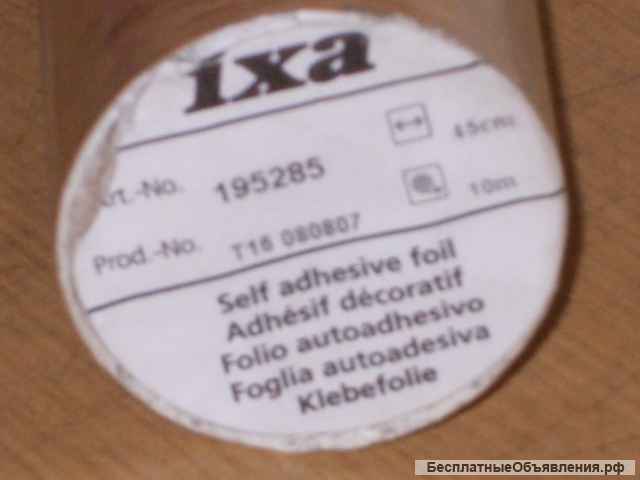 ixa
Art.-No. 195285 45cm
Prod.-No. T16 080807 10m
Self adhesive foil
Adhésif décoratif
Folio autoadhesivo
Foglia autoadesiva
Klebefolie
БесплатныеОбъявления.рф